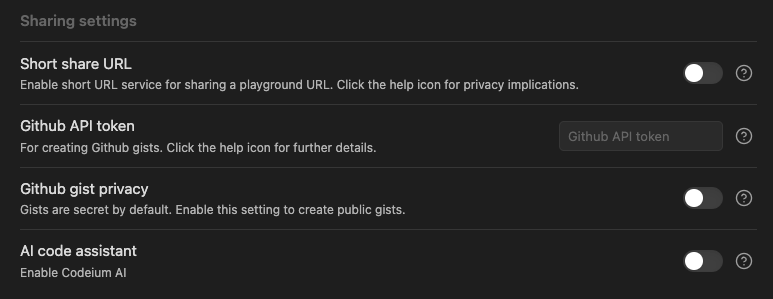 Sharing settings
Short share URL
Enable short URL service for sharing a playground URL. Click the help icon for privacy implications.
?
Github API token
For creating Github gists. Click the help icon for further details.
Github API token
?
Github gist privacy
Gists are secret by default. Enable this setting to create public gists.
?
AI code assistant
Enable Codeium AI
?